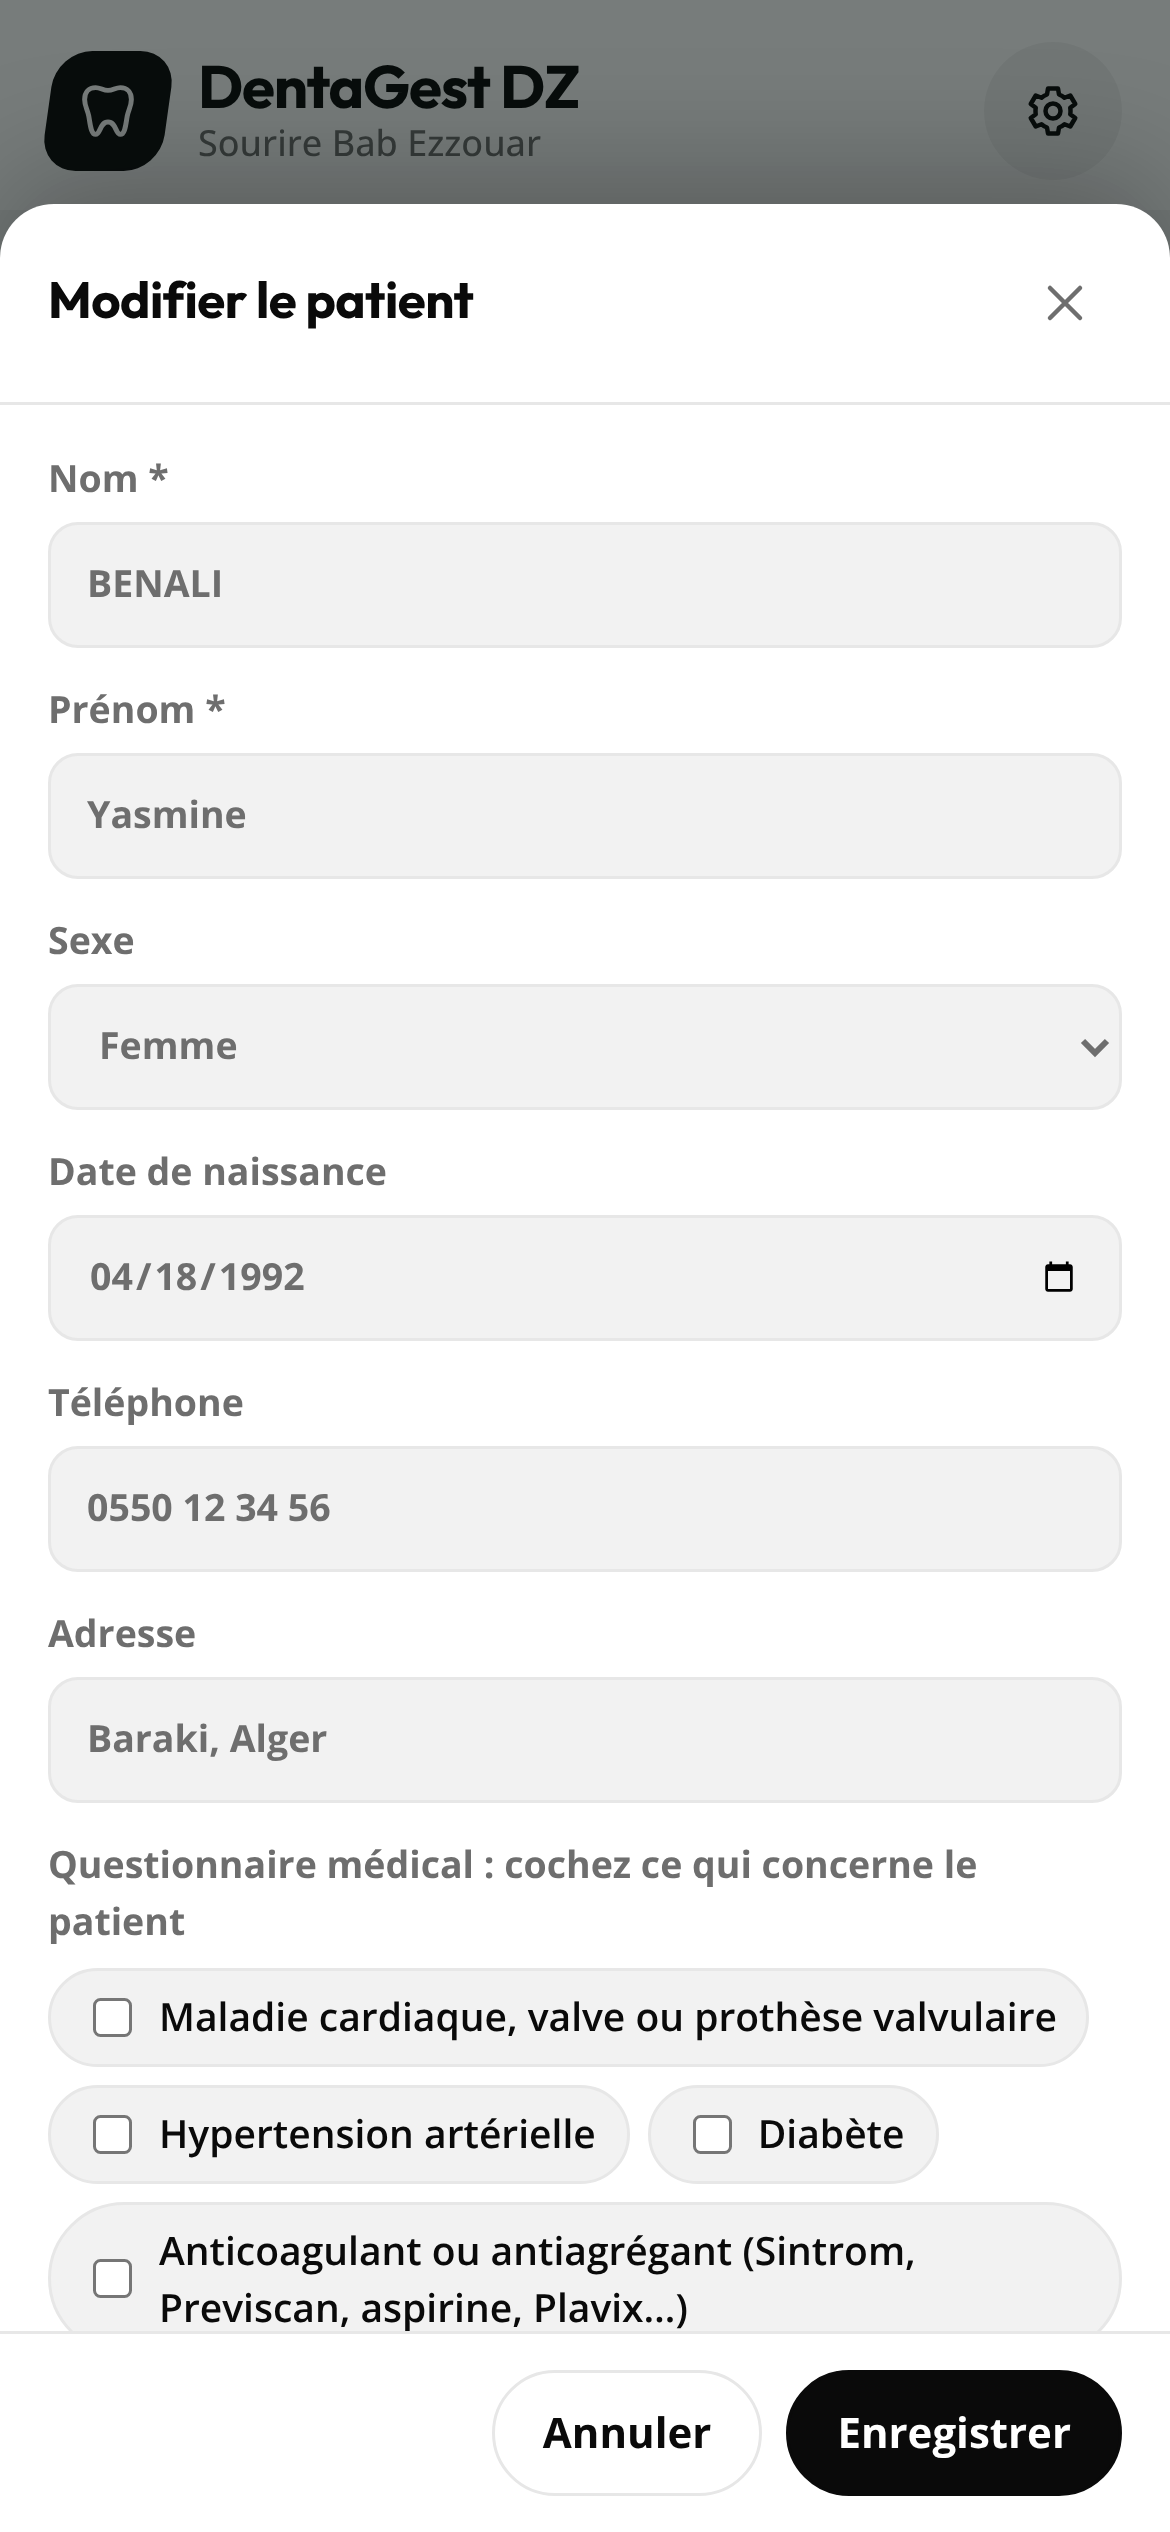 DentaGest DZ
Sourire Bab Ezzouar
Modifier le patient
Nom *
BENALI
Prénom *
Yasmine
Sexe
Femme
Date de naissance
04/18/1992
Téléphone
0550 12 34 56
Adresse
Baraki, Alger
Questionnaire médical : cochez ce qui concerne le
patient
Maladie cardiaque, valve ou prothèse valvulaire
Hypertension artérielle
Diabète
Anticoagulant ou antiagrégant (Sintrom,
Previscan, aspirine, Plavix...)
Annuler
Enregistrer